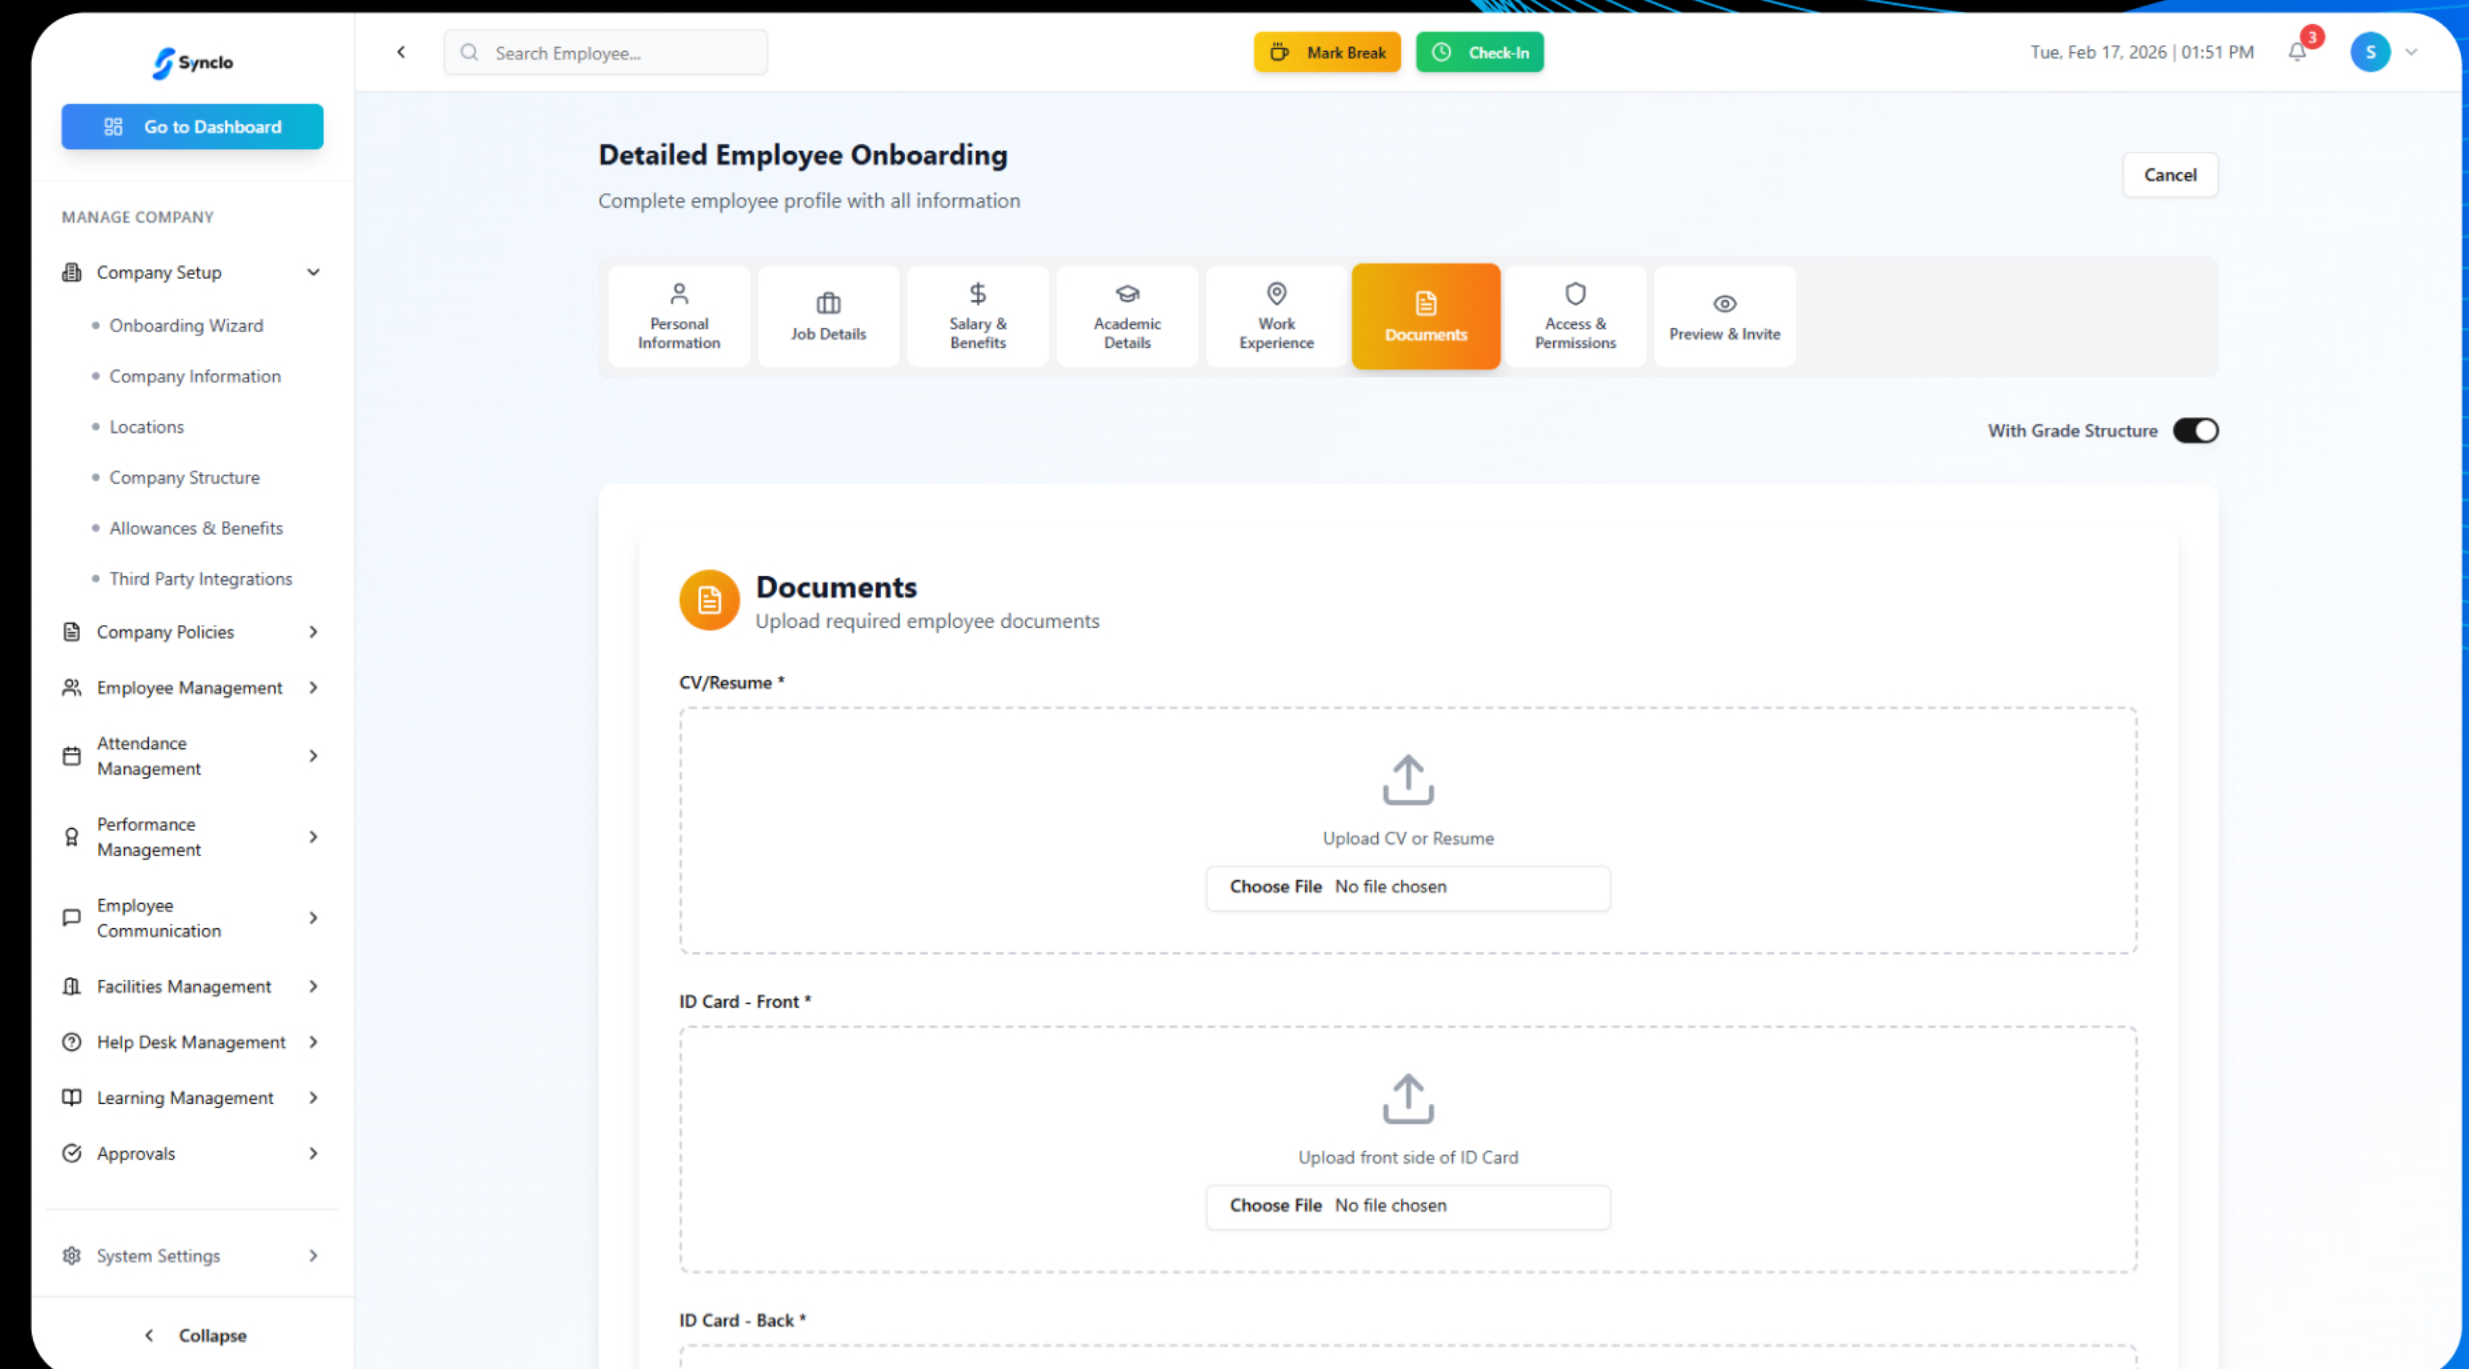 Synclo
Go to Dashboard
MANAGE COMPANY
Company Setup
Onboarding Wizard
Company Information
Locations
Company Structure
Allowances & Benefits
Third Party Integrations
Company Policies
Employee Management
Attendance
Management
Performance
Management
Employee
Communication
Facilities Management
Help Desk Management
Learning Management
Approvals
System Settings
Collapse
Search Employee...
Mark Break
Check-In
Tue, Feb 17, 2026 | 01:51 PM
3
S
Detailed Employee Onboarding
Complete employee profile with all information
Cancel
Personal
Information
Job Details
Salary &
Benefits
Academic
Details
Work
Experience
Documents
Access &
Permissions
Preview & Invite
With Grade Structure
Documents
Upload required employee documents
CV/Resume *
Upload CV or Resume
Choose File No file chosen
ID Card - Front *
Upload front side of ID Card
Choose File No file chosen
ID Card - Back *